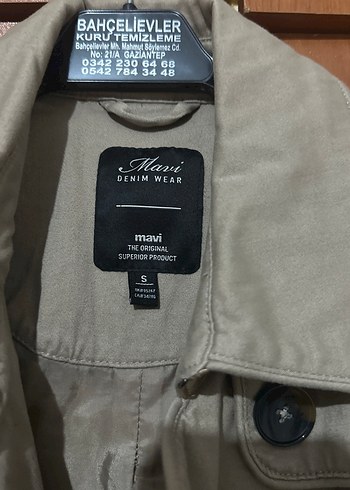 BAHÇELİEVLER
KURU TEMİZLEME
Bahçelievler Mh. Mahmut Böylemez Cd.
No: 21/A GAZİANTEP
0342 230 64 68
0542 784 34 48
Mavi
DENIM WEAR
mavi
THE ORIGINAL
SUPERIOR PRODUCT
S